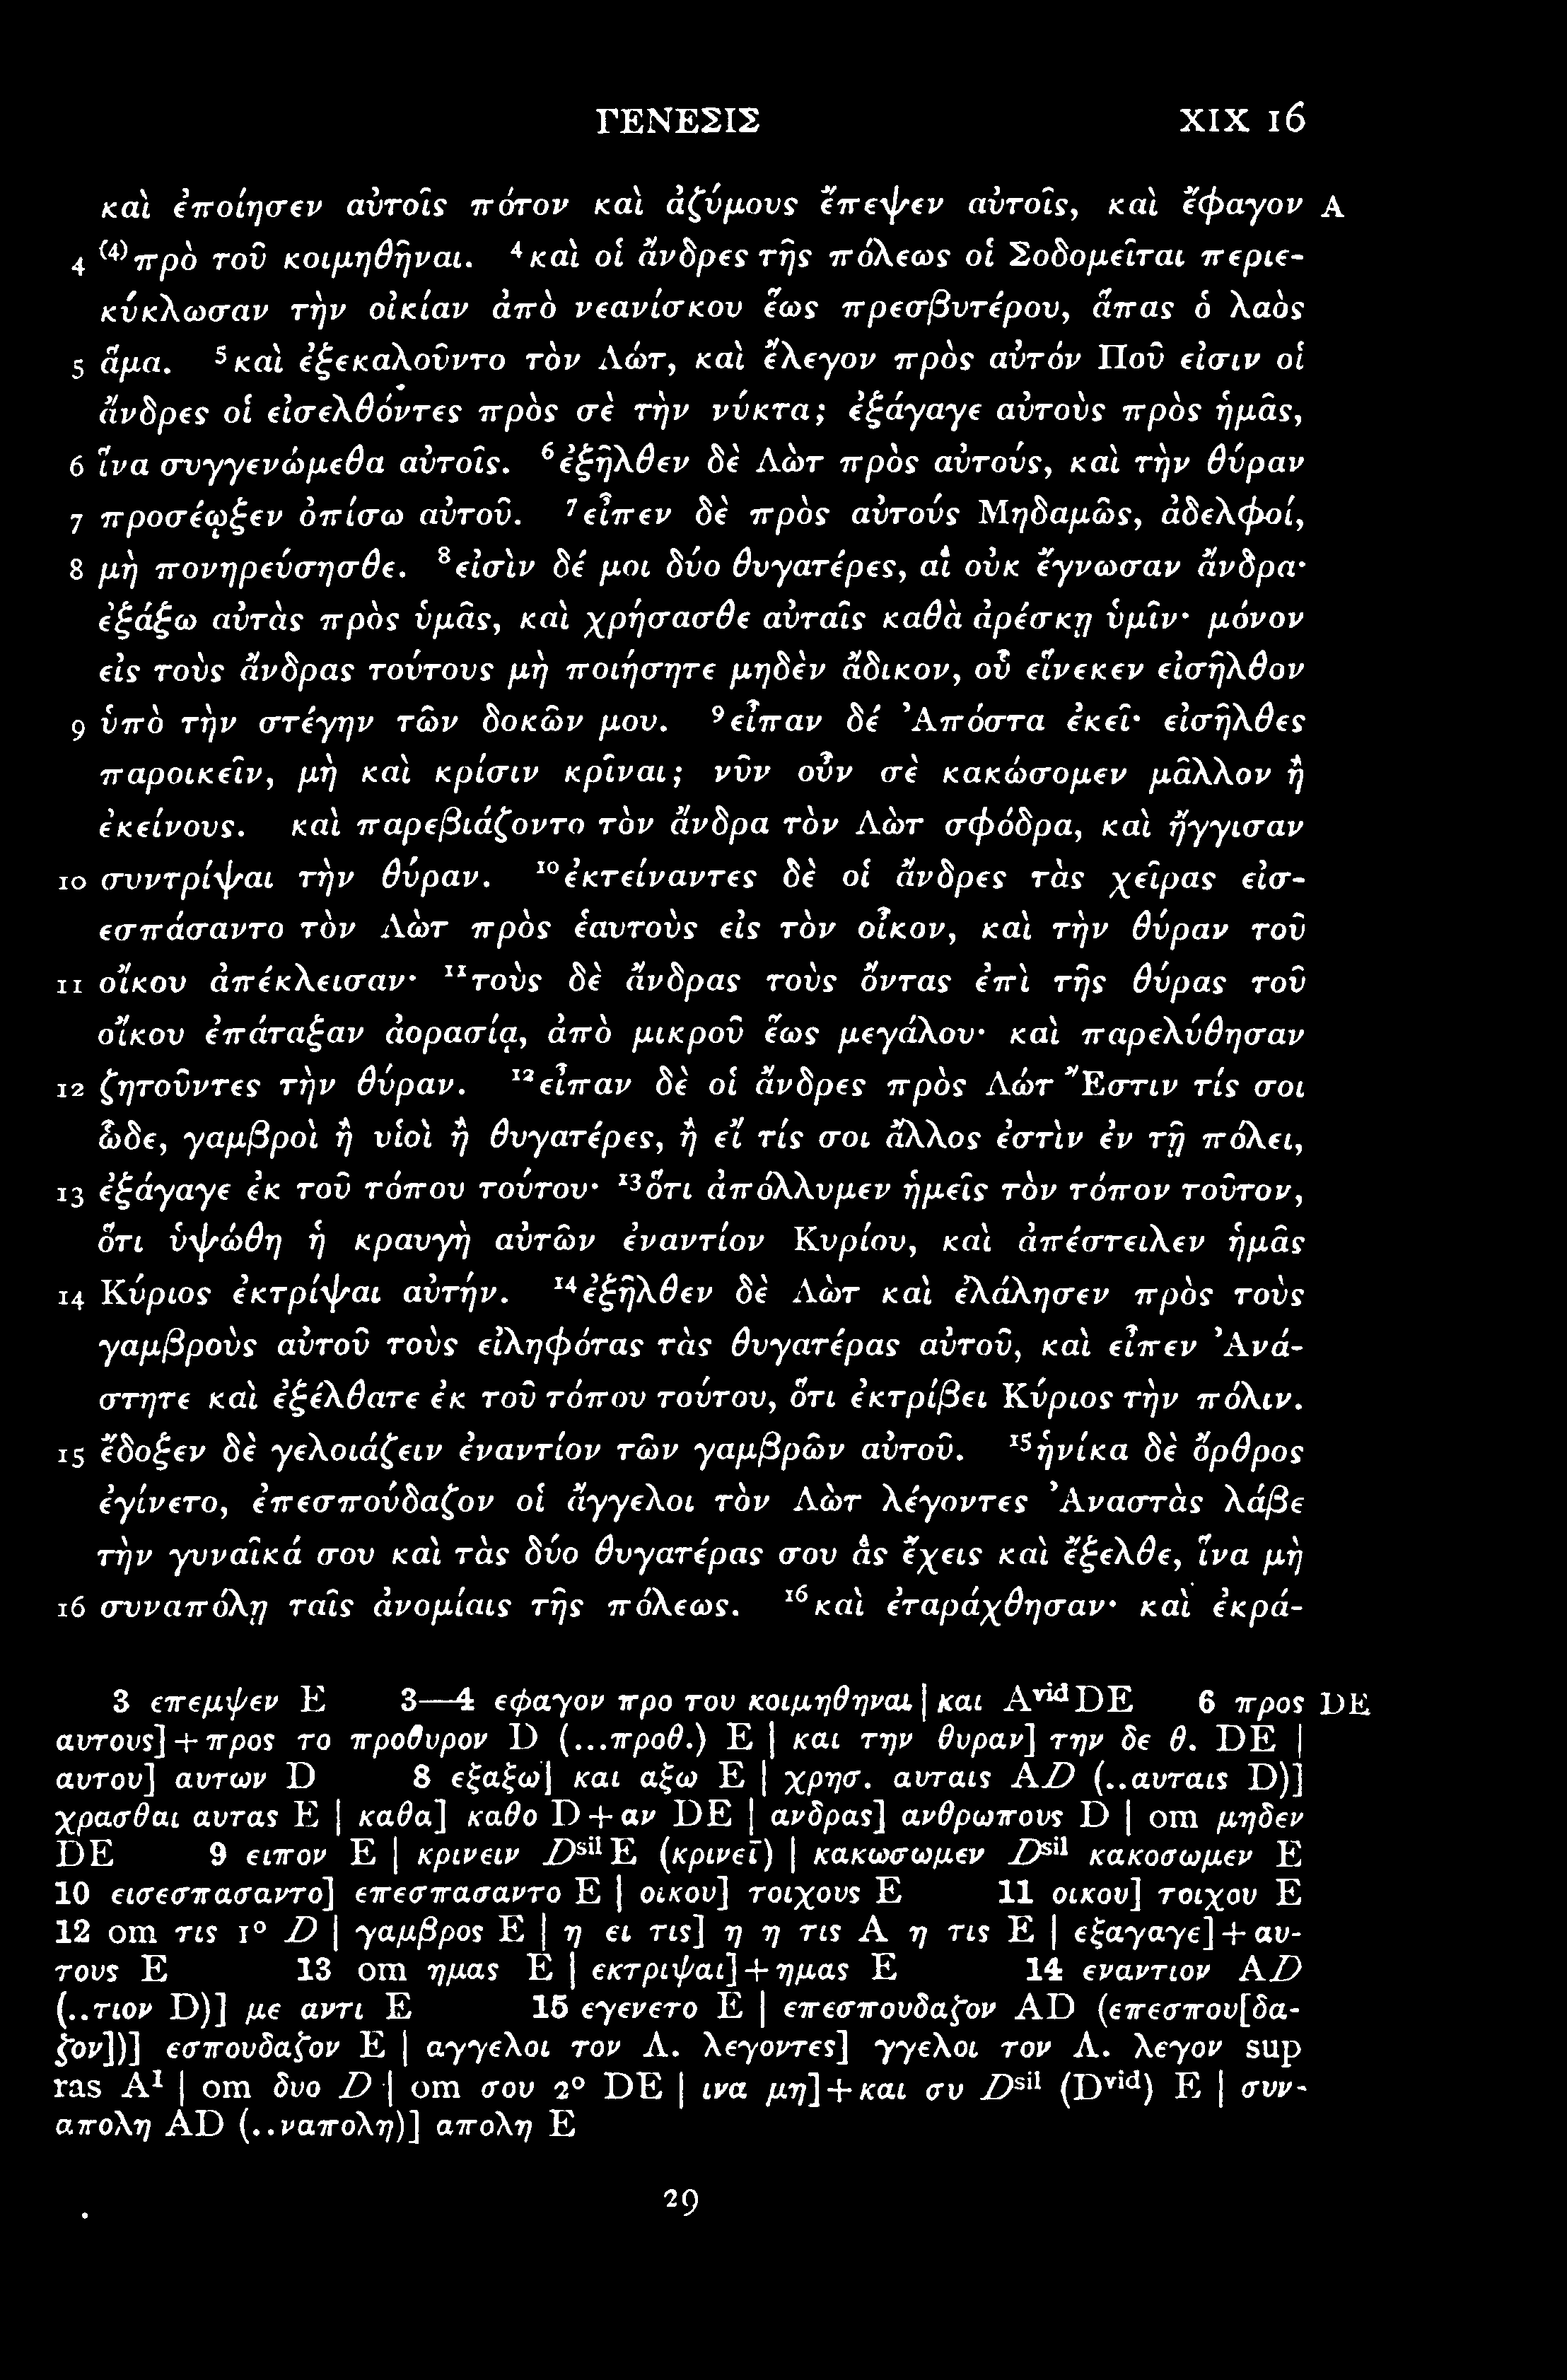 ΓΕΝΕΣΙΣ XIX 16
καὶ ἐποίησεν αὐτοῖς πότον καὶ ἀζύμους ἔπεψεν αὐτοῖς, καὶ ἔφαγον A
4 (4)πρὸ τοῦ κοιμηθῆναι. 4καὶ οἱ ἄνδρες τῆς πόλεως οἱ Σοδομεῖται περιε-
κύκλωσαν τὴν οἰκίαν ἀπὸ νεανίσκου ἕως πρεσβυτέρου, ἅπας ὁ λαὸς
5 ἅμα. 5καὶ ἐξεκαλοῦντο τὸν Λώτ, καὶ ἔλεγον πρὸς αὐτόν Ποῦ εἰσιν οἱ
ἄνδρες οἱ εἰσελθόντες πρὸς σὲ τὴν νύκτα; ἐξάγαγε αὐτοὺς πρὸς ἡμᾶς,
6 ἵνα συγγενώμεθα αὐτοῖς. 6ἐξῆλθεν δὲ Λὼτ πρὸς αὐτούς, καὶ τὴν θύραν
7 προσέῳξεν ὀπίσω αὐτοῦ. 7εἶπεν δὲ πρὸς αὐτούς Μηδαμῶς, ἀδελφοί,
8 μὴ πονηρεύσησθε. 8εἰσὶν δέ μοι δύο θυγατέρες, αἳ οὐκ ἔγνωσαν ἄνδρα·
ἐξάξω αὐτὰς πρὸς ὑμᾶς, καὶ χρήσασθε αὐταῖς καθὰ ἀρέσκῃ ὑμῖν· μόνον
εἰς τοὺς ἄνδρας τούτους μὴ ποιήσητε μηδὲν ἄδικον, οὗ εἵνεκεν εἰσῆλθον
9 ὑπὸ τὴν στέγην τῶν δοκῶν μου. 9εἶπαν δέ Ἀπόστα ἐκεῖ· εἰσῆλθες
παροικεῖν, μὴ καὶ κρίσιν κρῖναι; νῦν οὖν σὲ κακώσομεν μᾶλλον ἢ
ἐκείνους. καὶ παρεβιάζοντο τὸν ἄνδρα τὸν Λὼτ σφόδρα, καὶ ἤγγισαν
10 συντρίψαι τὴν θύραν. 10ἐκτείναντες δὲ οἱ ἄνδρες τὰς χεῖρας εἰσ-
εσπάσαντο τὸν Λὼτ πρὸς ἑαυτοὺς εἰς τὸν οἶκον, καὶ τὴν θύραν τοῦ
11 οἴκου ἀπέκλεισαν· 11τοὺς δὲ ἄνδρας τοὺς ὄντας ἐπὶ τῆς θύρας τοῦ
οἴκου ἐπάταξαν ἀορασίᾳ, ἀπὸ μικροῦ ἕως μεγάλου· καὶ παρελύθησαν
12 ζητοῦντες τὴν θύραν. 12εἶπαν δὲ οἱ ἄνδρες πρὸς Λώτ Ἔστιν τίς σοι
ὧδε, γαμβροὶ ἢ υἱοὶ ἢ θυγατέρες, ἢ εἴ τίς σοι ἄλλος ἐστὶν ἐν τῇ πόλει,
13 ἐξάγαγε ἐκ τοῦ τόπου τούτου· 13ὅτι ἀπόλλυμεν ἡμεῖς τὸν τόπον τοῦτον,
ὅτι ὑψώθη ἡ κραυγὴ αὐτῶν ἐναντίον Κυρίου, καὶ ἀπέστειλεν ἡμᾶς
14 Κύριος ἐκτρίψαι αὐτήν. 14ἐξῆλθεν δὲ Λὼτ καὶ ἐλάλησεν πρὸς τοὺς
γαμβροὺς αὐτοῦ τοὺς εἰληφότας τὰς θυγατέρας αὐτοῦ, καὶ εἶπεν Ἀνά-
στητε καὶ ἐξέλθατε ἐκ τοῦ τόπου τούτου, ὅτι ἐκτρίβει Κύριος τὴν πόλιν.
15 ἔδοξεν δὲ γελοιάζειν ἐναντίον τῶν γαμβρῶν αὐτοῦ. 15ἡνίκα δὲ ὄρθρος
ἐγίνετο, ἐπεσπούδαζον οἱ ἄγγελοι τὸν Λὼτ λέγοντες Ἀναστὰς λάβε
τὴν γυναῖκά σου καὶ τὰς δύο θυγατέρας σου ἃς ἔχεις καὶ ἔξελθε, ἵνα μὴ
16 συναπόλῃ ταῖς ἀνομίαις τῆς πόλεως. 16καὶ ἐταράχθησαν· καὶ ἐκρά-
3 επεμψεν E 3—4 εφαγον προ του κοιμηθηναι | και Avid DE 6 προς DE
αυτους] + προς το προθυρον D (...προθ.) E | και την θυραν] την δε θ. DE |
αυτου] αυτων D 8 εξαξω] και αξω E | χρησ. αυταις AD (..αυταις D)]
χρασθαι αυτας E | καθα] καθο D + αν DE | ανδρας] ανθρωπους D | om μηδεν
DE 9 ειπον E | κρινειν Dsil E (κρινεῑ) | κακωσωμεν Dsil κακοσωμεν E
10 εισεσπασαντο] επεσπασαντο E | οικου] τοιχους E 11 οικου] τοιχου E
12 om τις 1° D | γαμβρος E | η ει τις] η η τις A η τις E | εξαγαγε] + αυ-
τους E 13 om ημας E | εκτριψαι] + ημας E 14 εναντιον AD
(..τιον D)] με αντι E 15 εγενετο E | επεσπουδαζον AD (επεσπου[δα-
ζον])] εσπουδαζον E | αγγελοι τον Λ. λεγοντες] γγελοι τον Λ. λεγον sup
ras A1 | om δυο D | om σου 2° DE | ινα μη] + και συ Dsil (Dvid) E | συν-
απολη AD (..ναπολη)] απολη E
29